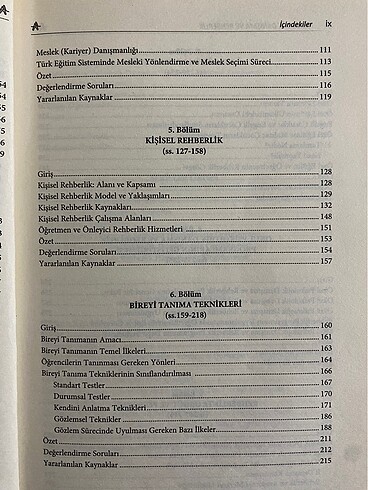 İçindekiler ix
Meslek (Kariyer) Danışmanlığı 111
Türk Eğitim Sisteminde Mesleki Yönlendirme ve Meslek Seçimi Süreci 113
Özet 115
Değerlendirme Soruları 116
Yararlanılan Kaynaklar 119
5. Bölüm
KİŞİSEL REHBERLİK
(ss. 127-158)
Giriş 128
Kişisel Rehberlik: Alanı ve Kapsamı 128
Kişisel Rehberlik Model ve Yaklaşımları 129
Kişisel Rehberlik Kaynakları 132
Kişisel Rehberlik Çalışma Alanları 148
Öğretmen ve Önleyici Rehberlik Hizmetleri 151
Özet 153
Değerlendirme Soruları 154
Yararlanılan Kaynaklar 157
6. Bölüm
BİREYİ TANIMA TEKNİKLERİ
(ss.159-218)
Giriş 160
Bireyi Tanımanın Amacı 161
Bireyi Tanımanın Temel İlkeleri 163
Öğrencilerin Tanınması Gereken Yönleri 164
Bireyi Tanıma Tekniklerinin Sınıflandırılması 166
Standart Testler 167
Durumsal Testler 170
Kendini Anlatma Teknikleri 171
Gözlemsel Teknikler 186
Gözlem Sürecinde Uyulması Gereken Bazı İlkeler 188
Özet 211
Değerlendirme Soruları 212
Yararlanılan Kaynaklar 215